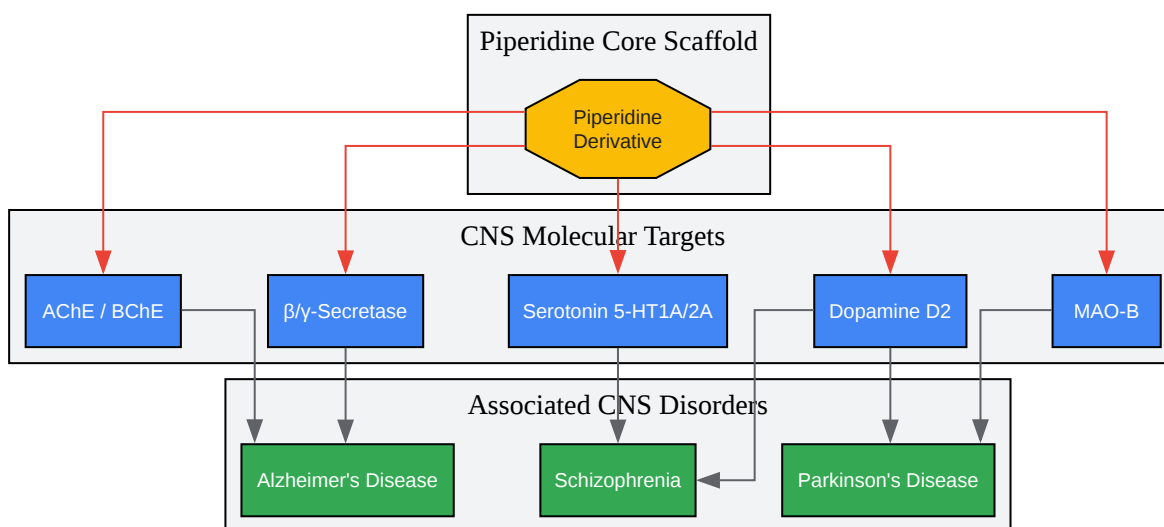 Piperidine Core Scaffold
Piperidine
Derivative
CNS Molecular Targets
AChE / BChE
β/γ-Secretase
Serotonin 5-HT1A/2A
Dopamine D2
MAO-B
Associated CNS Disorders
Alzheimer's Disease
Schizophrenia
Parkinson's Disease